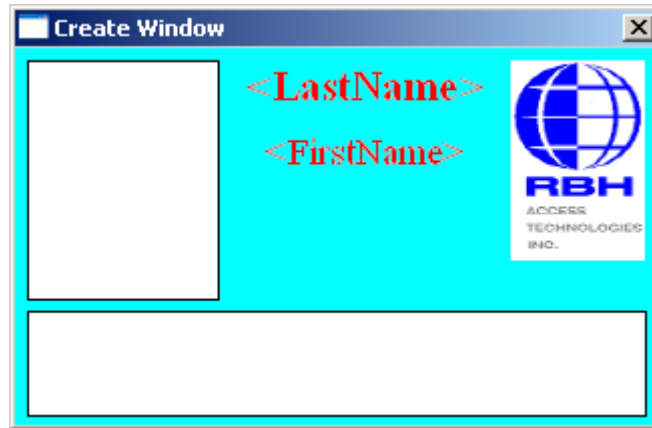 Create Window
<LastName>
<FirstName>
RBH
ACCESS
TECHNOLOGIES
INC.